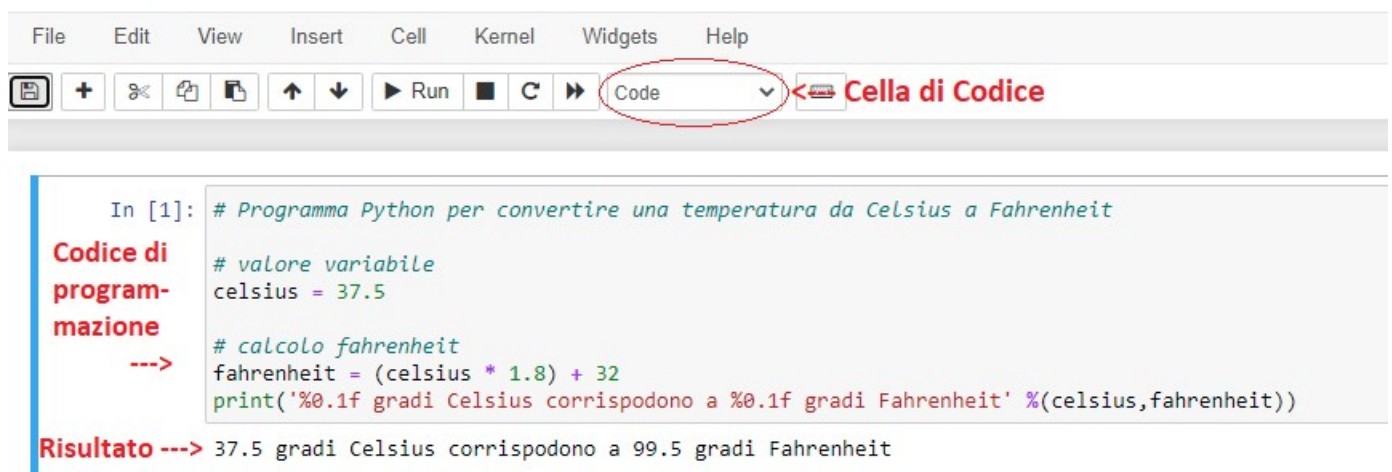 File Edit View Insert Cell Kernel Widgets Help
Run Code <--- Cella di Codice
In [1]: # Programma Python per convertire una temperatura da Celsius a Fahrenheit
Codice di
program-
mazione
--->
# valore variabile
celsius = 37.5
# calcolo fahrenheit
fahrenheit = (celsius * 1.8) + 32
print('%0.1f gradi Celsius corrispodono a %0.1f gradi Fahrenheit' %(celsius,fahrenheit))
Risultato ---> 37.5 gradi Celsius corrispodono a 99.5 gradi Fahrenheit